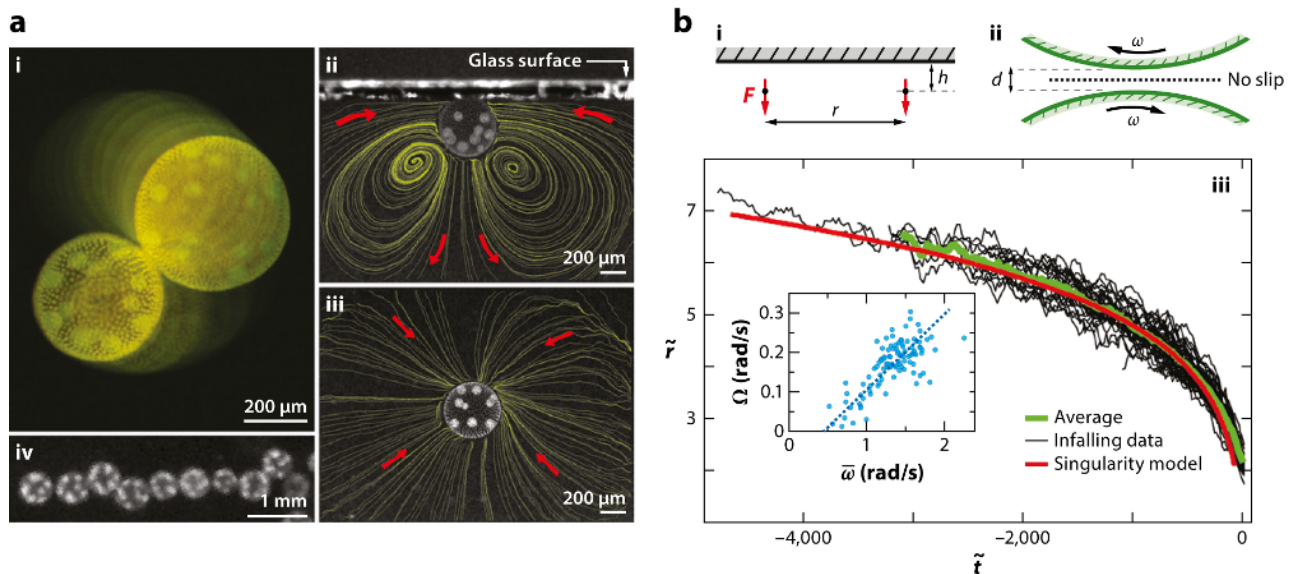 a
i
200 µm
ii
Glass surface
200 µm
iii
200 µm
iv
1 mm
b
i
h
F
r
ii
ω
d
No slip
ω
iii
7
5
3
r̃
−4,000
−2,000
0
t̃
0.3
0.2
0.1
0
0
1
2
Ω (rad/s)
ω̅ (rad/s)
Average
Infalling data
Singularity model